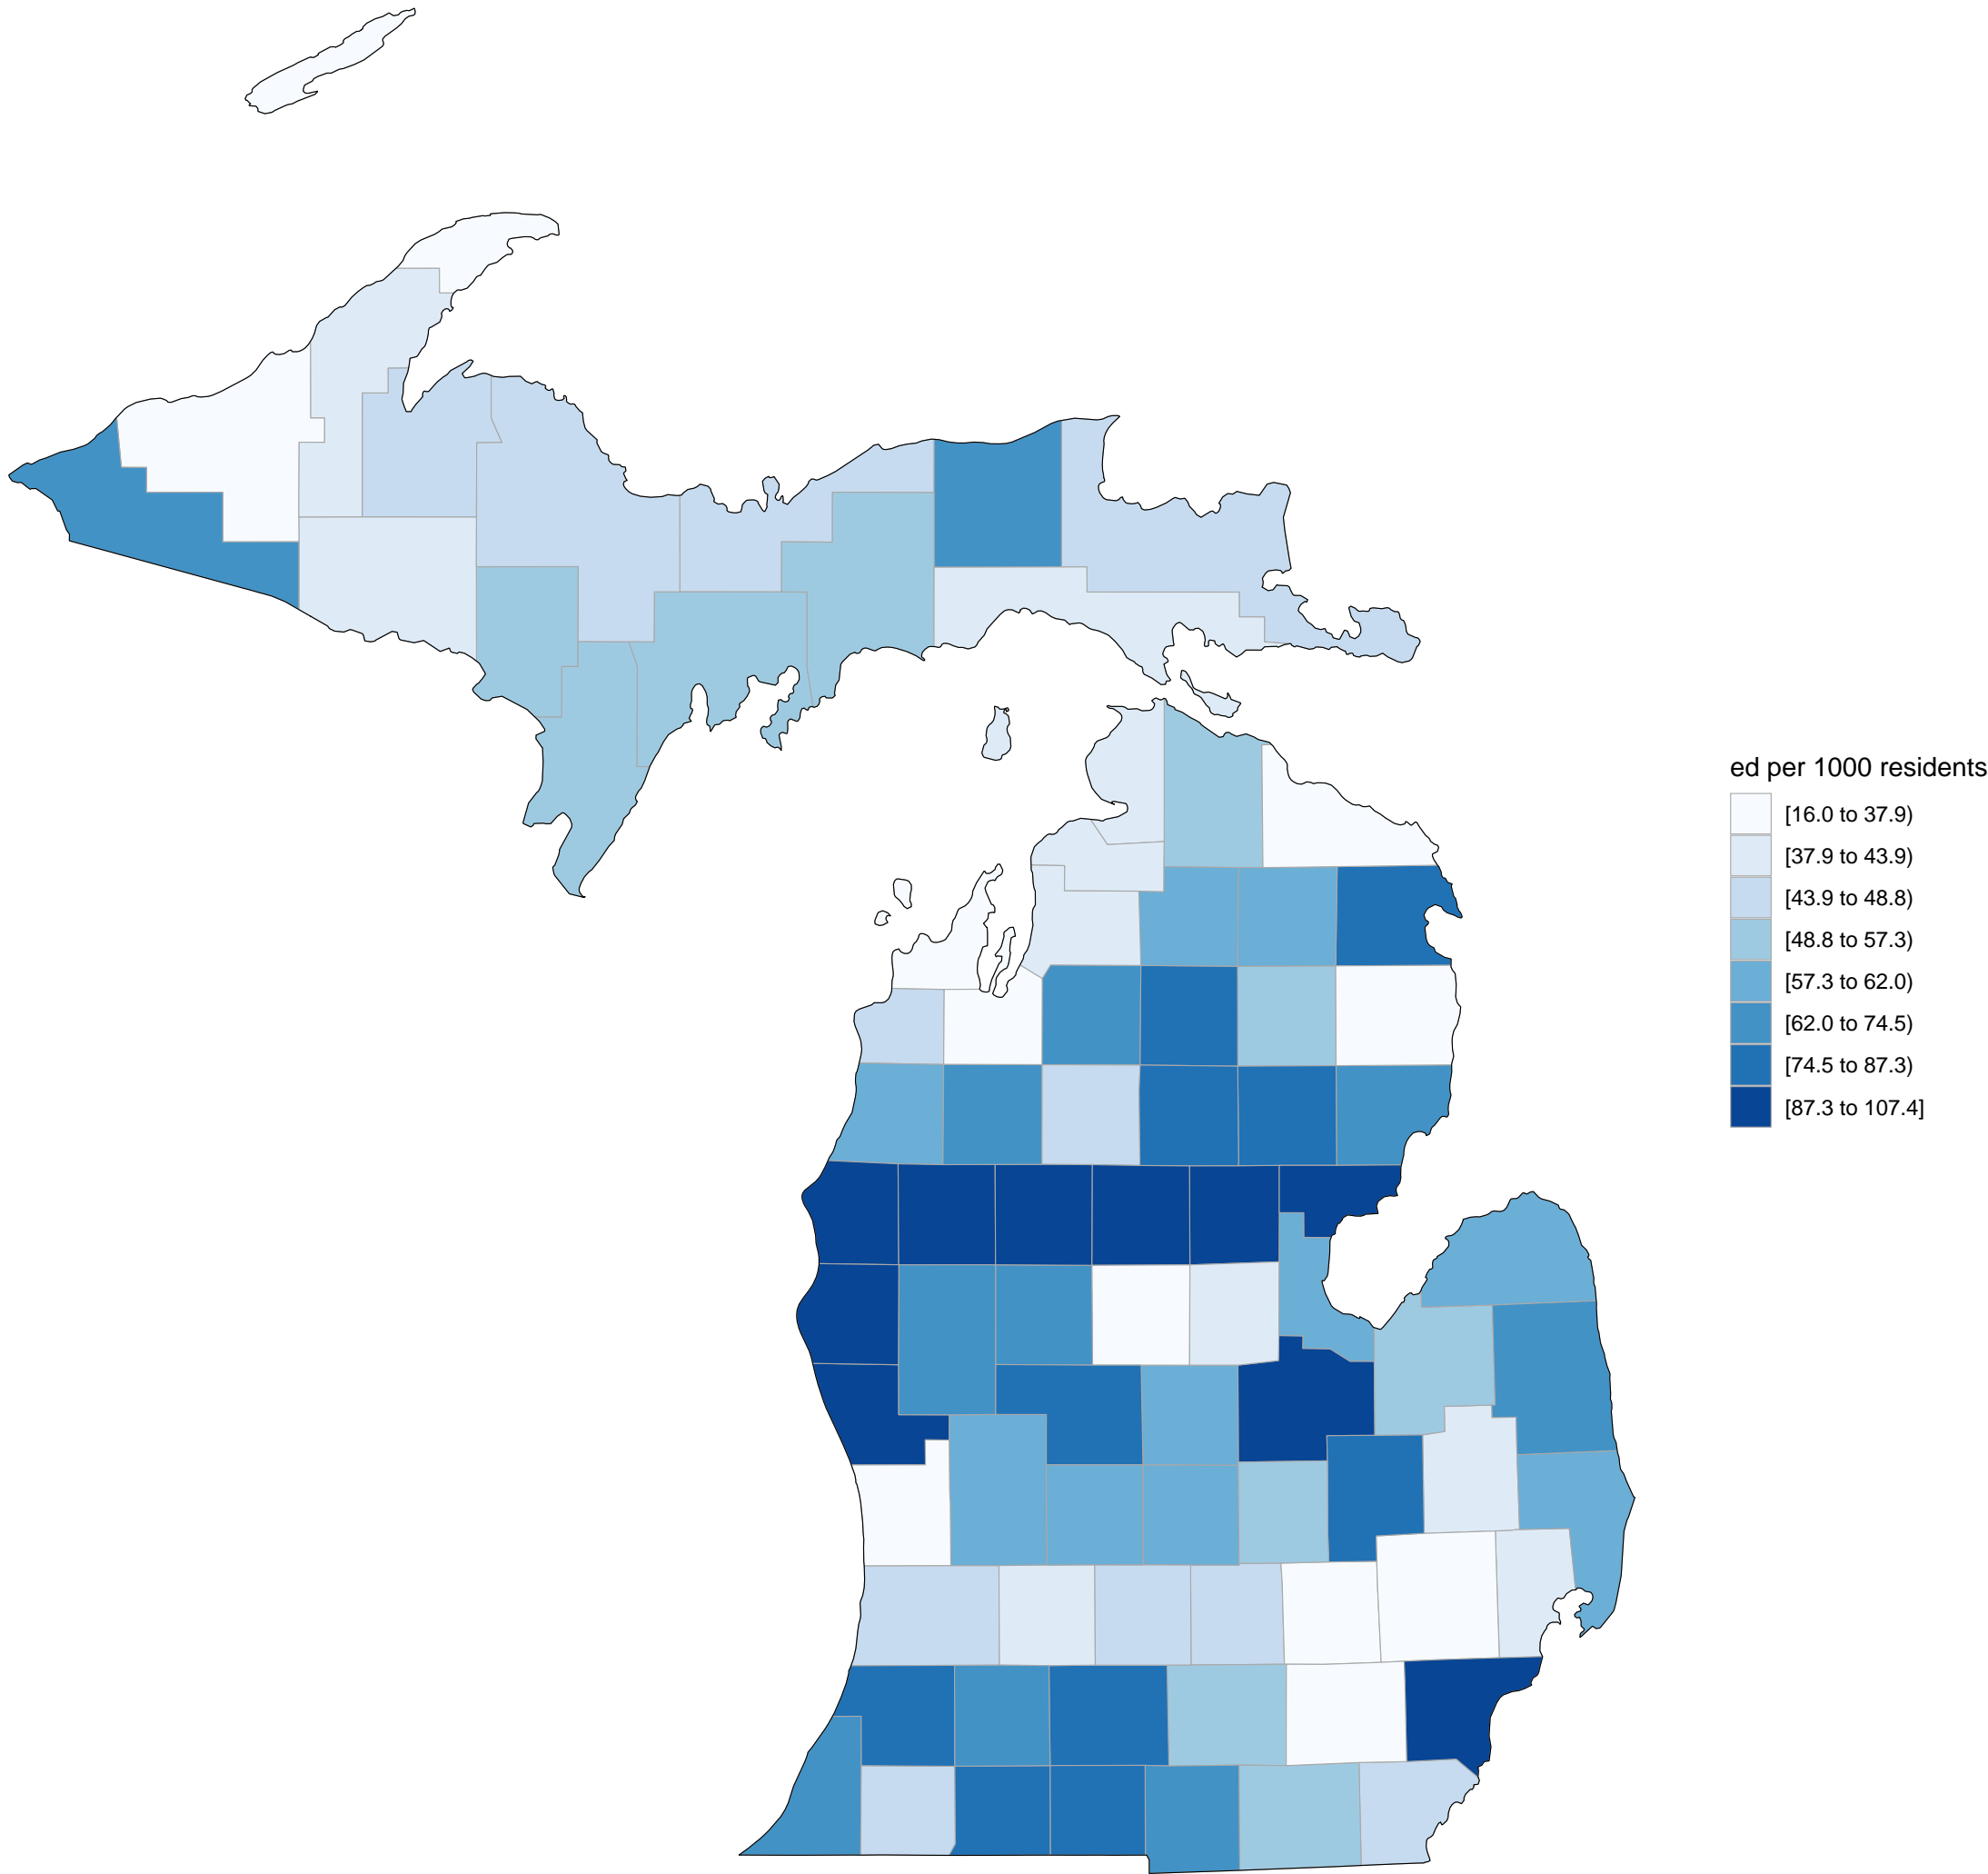 ed per 1000 residents
[16.0 to 37.9)
[37.9 to 43.9)
[43.9 to 48.8)
[48.8 to 57.3)
[57.3 to 62.0)
[62.0 to 74.5)
[74.5 to 87.3)
[87.3 to 107.4]